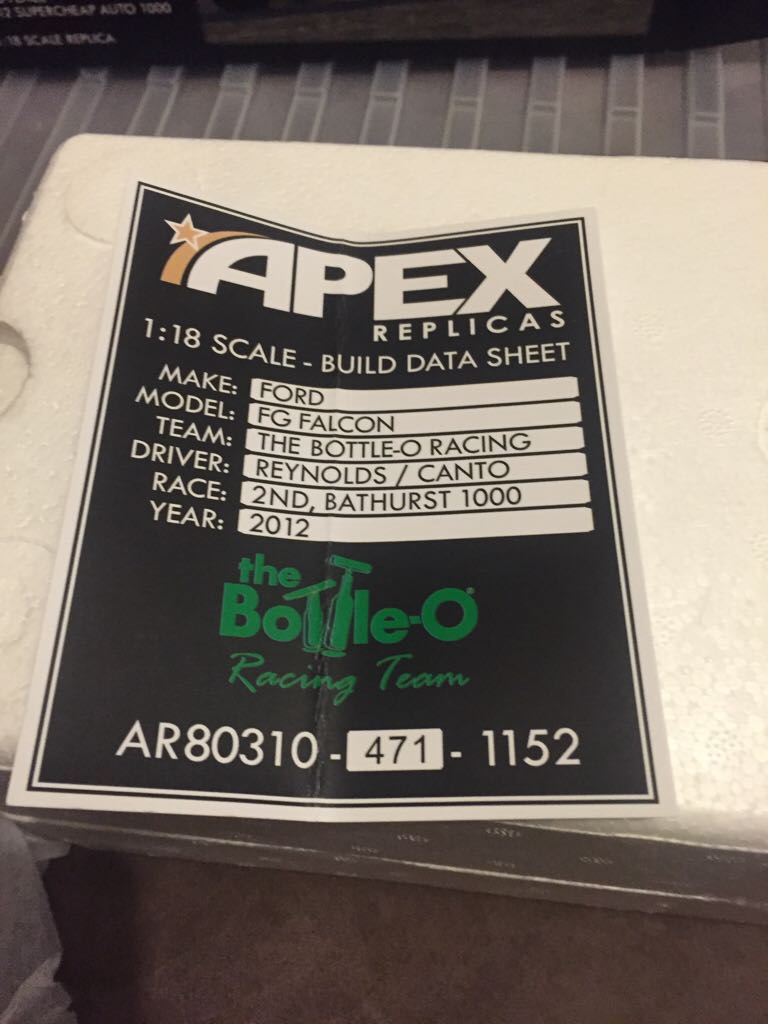 12 SUPERCHEAP AUTO 1000
:18 SCALE REPLICA
APEX
REPLICAS
1:18 SCALE - BUILD DATA SHEET
MAKE: FORD
MODEL: FG FALCON
TEAM: THE BOTTLE-O RACING
DRIVER: REYNOLDS / CANTO
RACE: 2ND, BATHURST 1000
YEAR: 2012
the
Bottle-O®
Racing Team
AR80310 - 471 - 1152